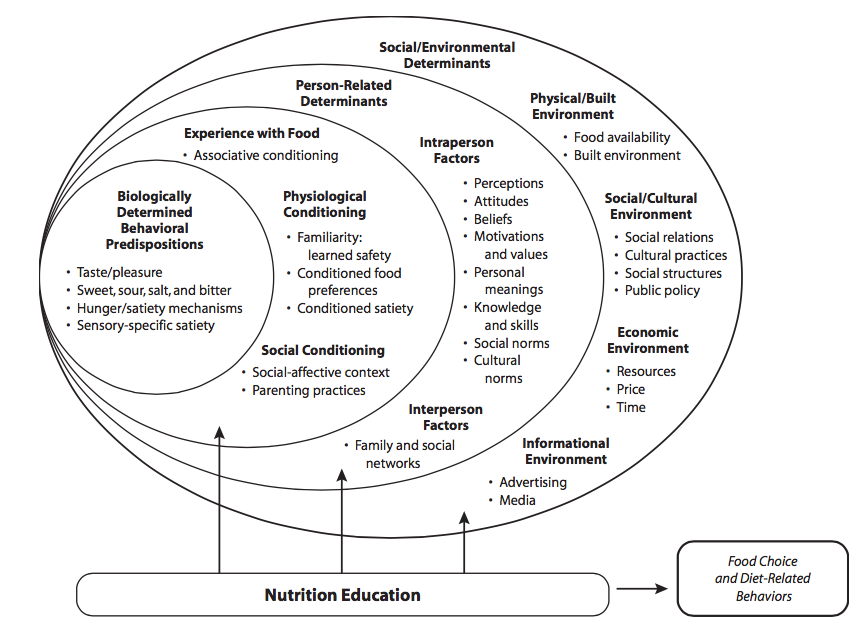 Social/Environmental
Determinants
Person-Related
Determinants
Physical/Built
Environment
• Food availability
• Built environment
Experience with Food
• Associative conditioning
Intraperson
Factors
• Perceptions
• Attitudes
• Beliefs
• Motivations
and values
• Personal
meanings
• Knowledge
and skills
• Social norms
• Cultural
norms
Biologically
Determined
Behavioral
Predispositions
• Taste/pleasure
• Sweet, sour, salt, and bitter
• Hunger/satiety mechanisms
• Sensory-specific satiety
Physiological
Conditioning
• Familiarity:
learned safety
• Conditioned food
preferences
• Conditioned satiety
Social/Cultural
Environment
• Social relations
• Cultural practices
• Social structures
• Public policy
Economic
Environment
• Resources
• Price
• Time
Social Conditioning
• Social-affective context
• Parenting practices
Interperson
Factors
• Family and social
networks
Informational
Environment
• Advertising
• Media
Nutrition Education
Food Choice
and Diet-Related
Behaviors